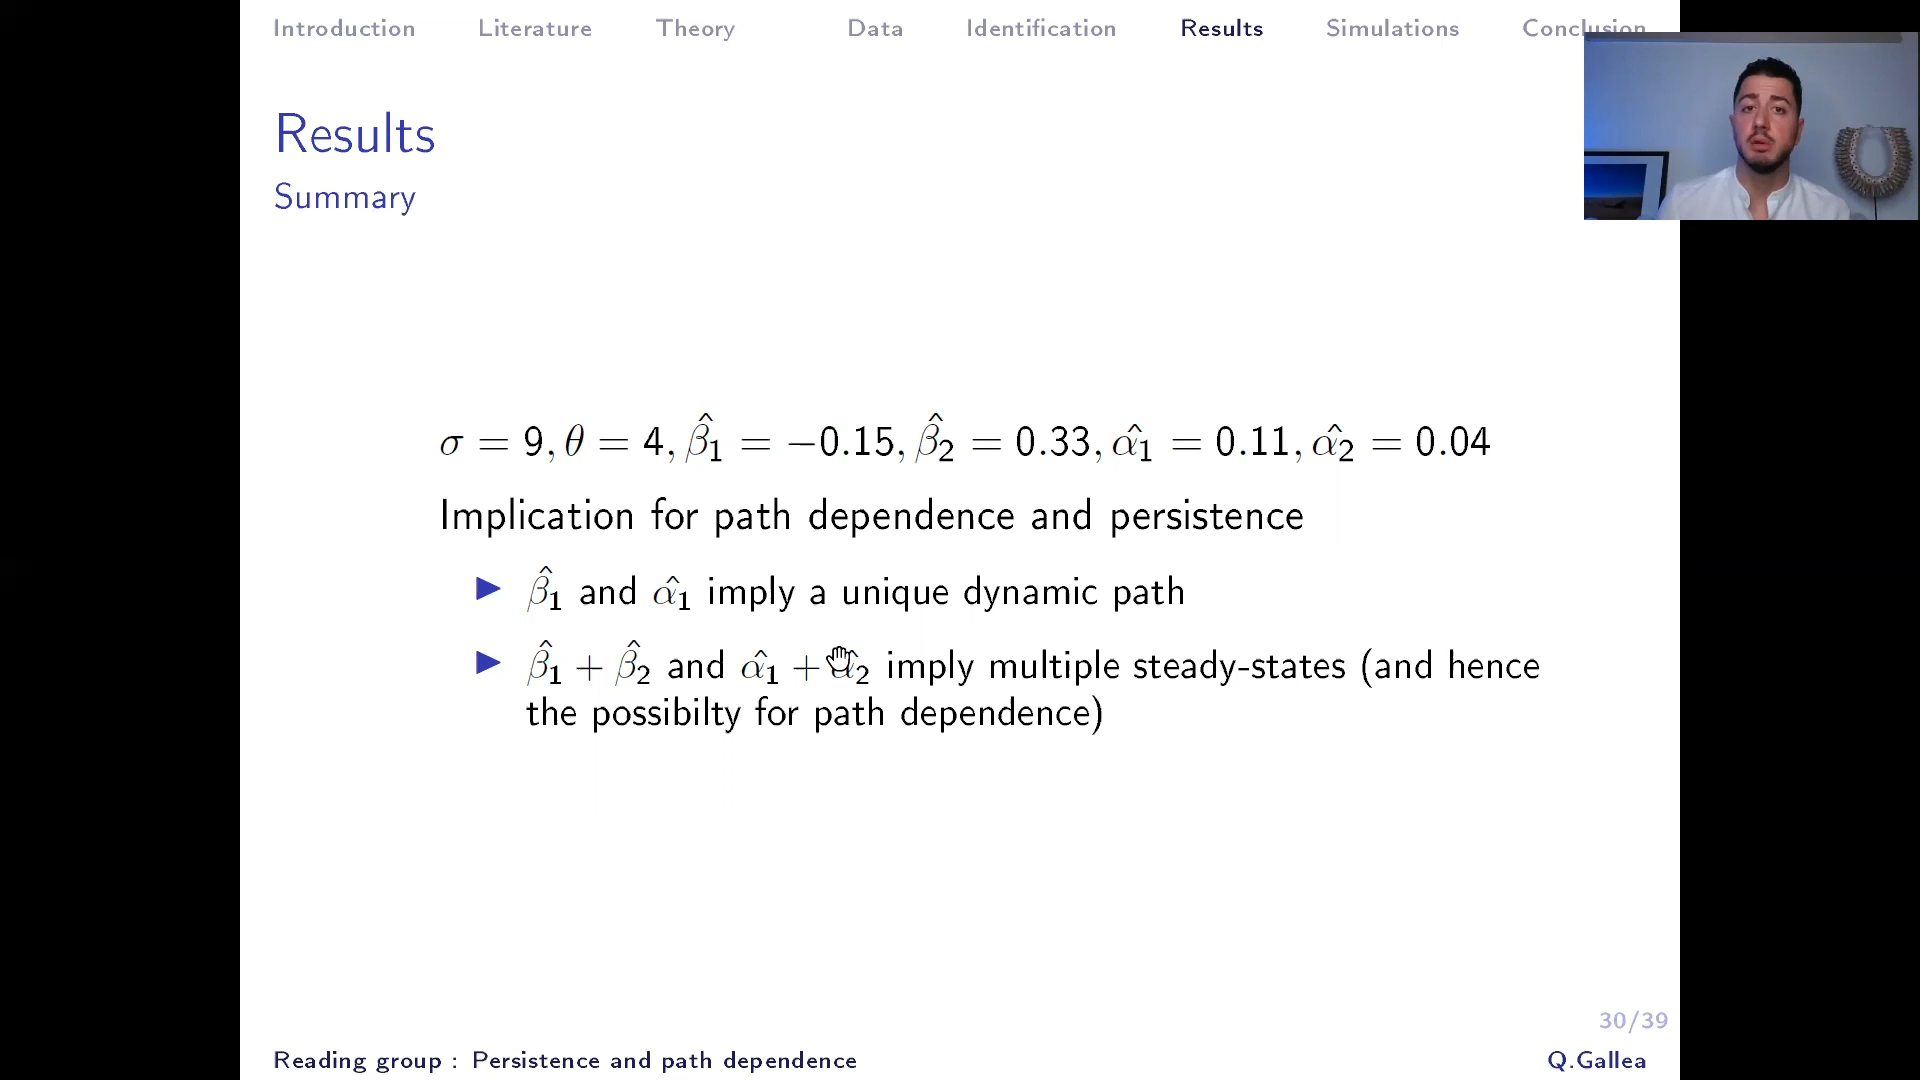 Introduction Literature Theory Data Identification Results Simulations Conclusion
Results
Summary
σ = 9, θ = 4, β̂₁ = −0.15, β̂₂ = 0.33, α̂₁ = 0.11, α̂₂ = 0.04
Implication for path dependence and persistence
▶ β̂₁ and α̂₁ imply a unique dynamic path
▶ β̂₁ + β̂₂ and α̂₁ + α̂₂ imply multiple steady-states (and hence
the possibilty for path dependence)
30/39
Reading group : Persistence and path dependence Q.Gallea